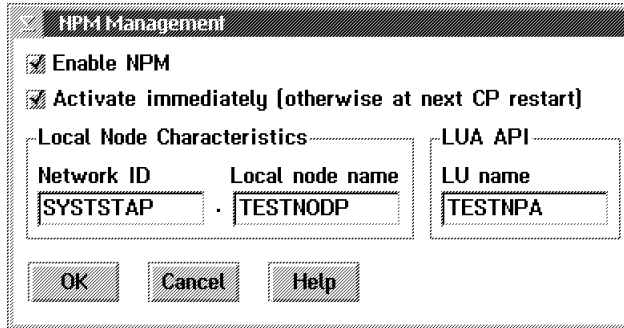 NPM Management
Enable NPM
Activate immediately (otherwise at next CP restart)
Local Node Characteristics
LUA API
Network ID
Local node name
LU name
SYSTSTAP . TESTNODP
TESTNPA
OK
Cancel
Help